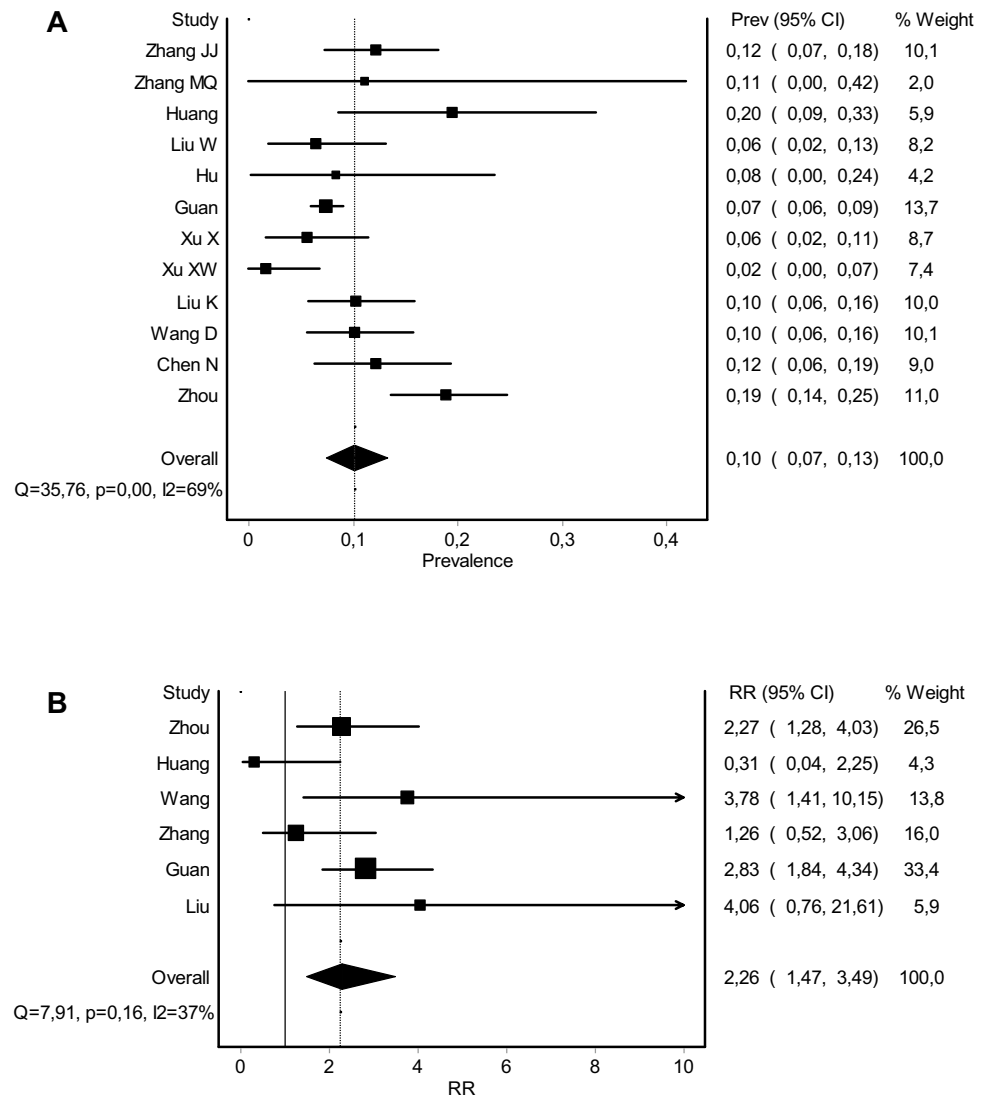 A
Study Prev (95% CI) % Weight
Zhang JJ 0,12 ( 0,07, 0,18) 10,1
Zhang MQ 0,11 ( 0,00, 0,42) 2,0
Huang 0,20 ( 0,09, 0,33) 5,9
Liu W 0,06 ( 0,02, 0,13) 8,2
Hu 0,08 ( 0,00, 0,24) 4,2
Guan 0,07 ( 0,06, 0,09) 13,7
Xu X 0,06 ( 0,02, 0,11) 8,7
Xu XW 0,02 ( 0,00, 0,07) 7,4
Liu K 0,10 ( 0,06, 0,16) 10,0
Wang D 0,10 ( 0,06, 0,16) 10,1
Chen N 0,12 ( 0,06, 0,19) 9,0
Zhou 0,19 ( 0,14, 0,25) 11,0
Overall 0,10 ( 0,07, 0,13) 100,0
Q=35,76, p=0,00, I2=69%
0 0,1 0,2 0,3 0,4
Prevalence
B
Study RR (95% CI) % Weight
Zhou 2,27 ( 1,28, 4,03) 26,5
Huang 0,31 ( 0,04, 2,25) 4,3
Wang 3,78 ( 1,41, 10,15) 13,8
Zhang 1,26 ( 0,52, 3,06) 16,0
Guan 2,83 ( 1,84, 4,34) 33,4
Liu 4,06 ( 0,76, 21,61) 5,9
Overall 2,26 ( 1,47, 3,49) 100,0
Q=7,91, p=0,16, I2=37%
0 2 4 6 8 10
RR